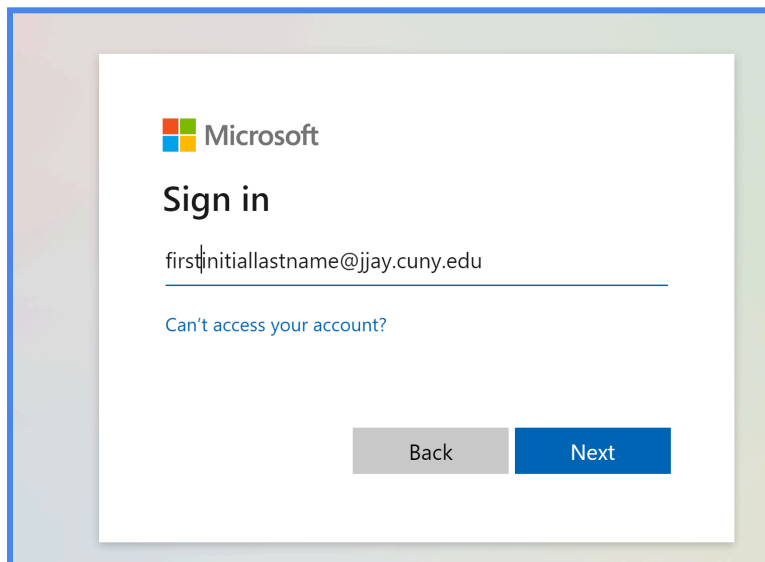 Microsoft
Sign in
firstinitiallastname@jjay.cuny.edu
Can't access your account?
Back Next